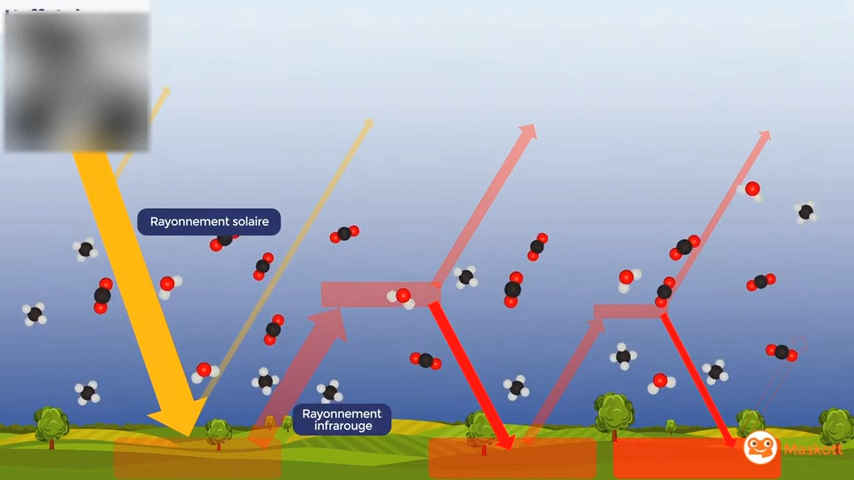 Rayonnement solaire
Rayonnement
infrarouge
Maskott